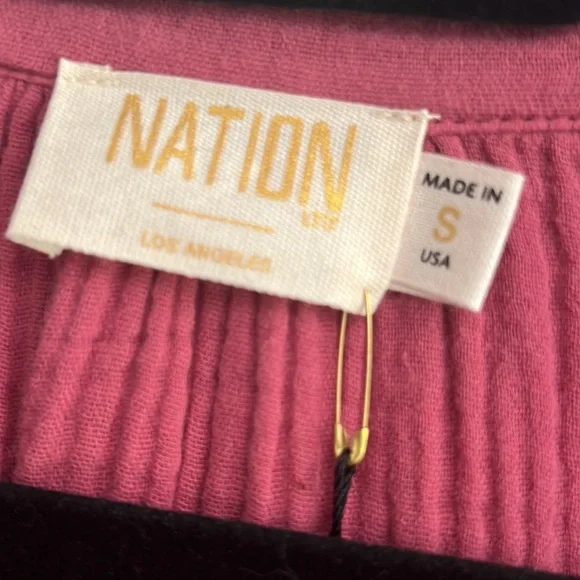 NATION
LTD
LOS ANGELES
MADE IN
S
USA